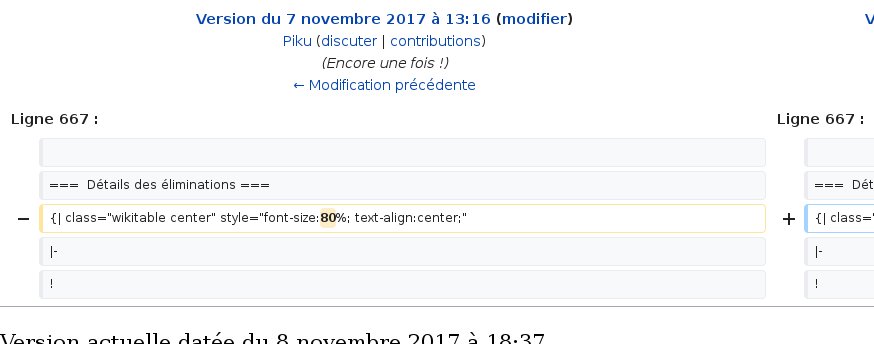 Version du 7 novembre 2017 à 13:16 (modifier)
Piku (discuter | contributions)
(Encore une fois !)
← Modification précédente
Ligne 667 :
=== Détails des éliminations ===
− {| class="wikitable center" style="font-size:80%; text-align:center;"
|-
!
V
Ligne 667 :
=== Dét
+ {| class="
|-
!
Version actuelle datée du 8 novembre 2017 à 18:37